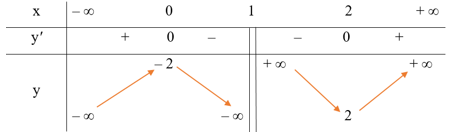 x – ∞ 0 1 2 + ∞
y′ + 0 – – 0 + 
– 2 + ∞ + ∞
y
– ∞ – ∞ 2